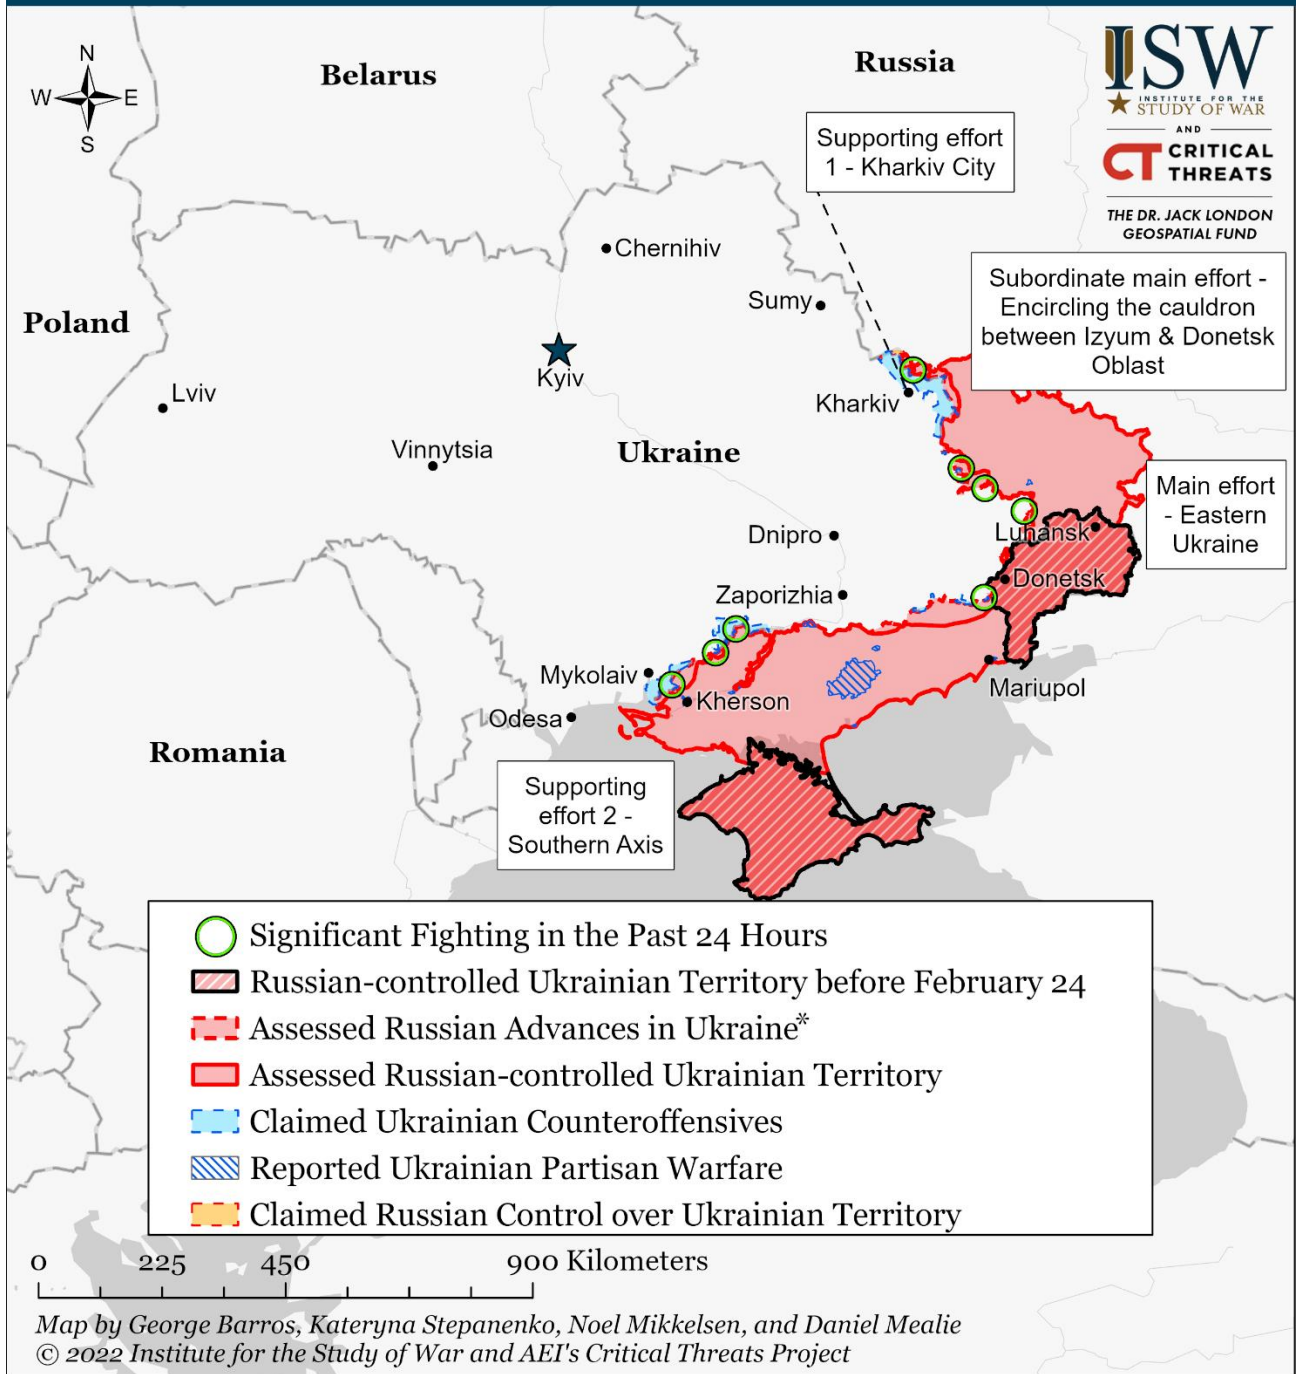 N
W
E
S
Belarus
Russia
ISW
INSTITUTE FOR THE
STUDY OF WAR
AND
CT CRITICAL
THREATS
THE DR. JACK LONDON
GEOSPATIAL FUND
Supporting effort
1 - Kharkiv City
Chernihiv
Subordinate main effort -
Encircling the cauldron
between Izyum & Donetsk
Oblast
Sumy
Poland
Kyiv
Lviv
Kharkiv
Vinnytsia
Ukraine
Main effort
- Eastern
Ukraine
Dnipro
Luhansk
Donetsk
Zaporizhia
Mykolaiv
Mariupol
Kherson
Odesa
Romania
Supporting
effort 2 -
Southern Axis
Significant Fighting in the Past 24 Hours
Russian-controlled Ukrainian Territory before February 24
Assessed Russian Advances in Ukraine*
Assessed Russian-controlled Ukrainian Territory
Claimed Ukrainian Counteroffensives
Reported Ukrainian Partisan Warfare
Claimed Russian Control over Ukrainian Territory
0 225 450 900 Kilometers
Map by George Barros, Kateryna Stepanenko, Noel Mikkelsen, and Daniel Mealie
© 2022 Institute for the Study of War and AEI's Critical Threats Project